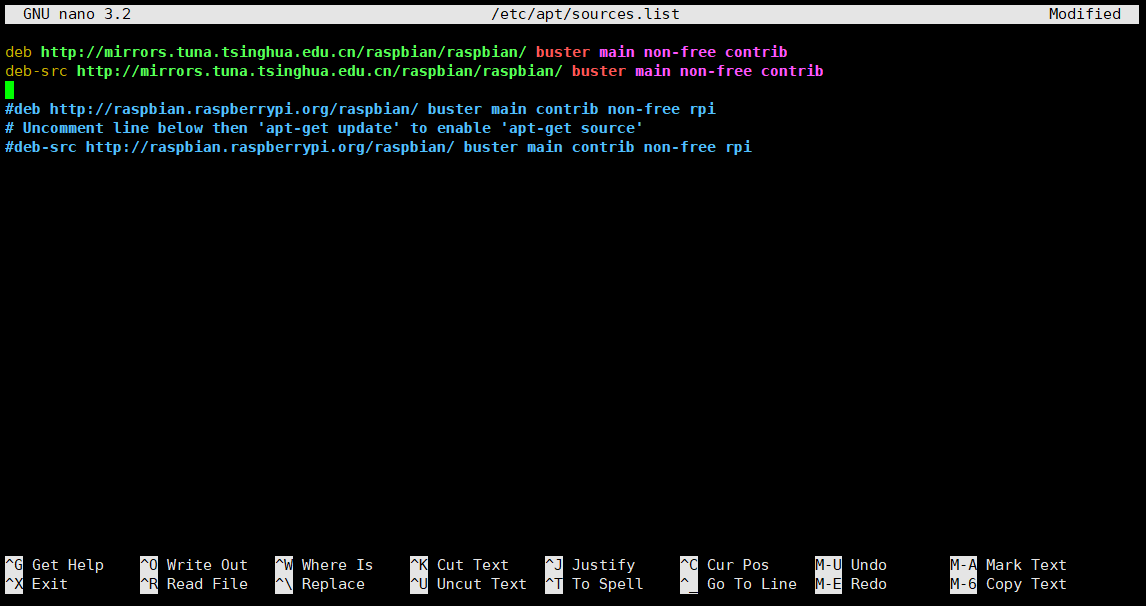 GNU nano 3.2 /etc/apt/sources.list Modified
deb http://mirrors.tuna.tsinghua.edu.cn/raspbian/raspbian/ buster main non-free contrib
deb-src http://mirrors.tuna.tsinghua.edu.cn/raspbian/raspbian/ buster main non-free contrib
#deb http://raspbian.raspberrypi.org/raspbian/ buster main contrib non-free rpi
# Uncomment line below then 'apt-get update' to enable 'apt-get source'
#deb-src http://raspbian.raspberrypi.org/raspbian/ buster main contrib non-free rpi
^G Get Help ^O Write Out ^W Where Is ^K Cut Text ^J Justify ^C Cur Pos M-U Undo M-A Mark Text
^X Exit ^R Read File ^\ Replace ^U Uncut Text ^T To Spell ^_ Go To Line M-E Redo M-6 Copy Text